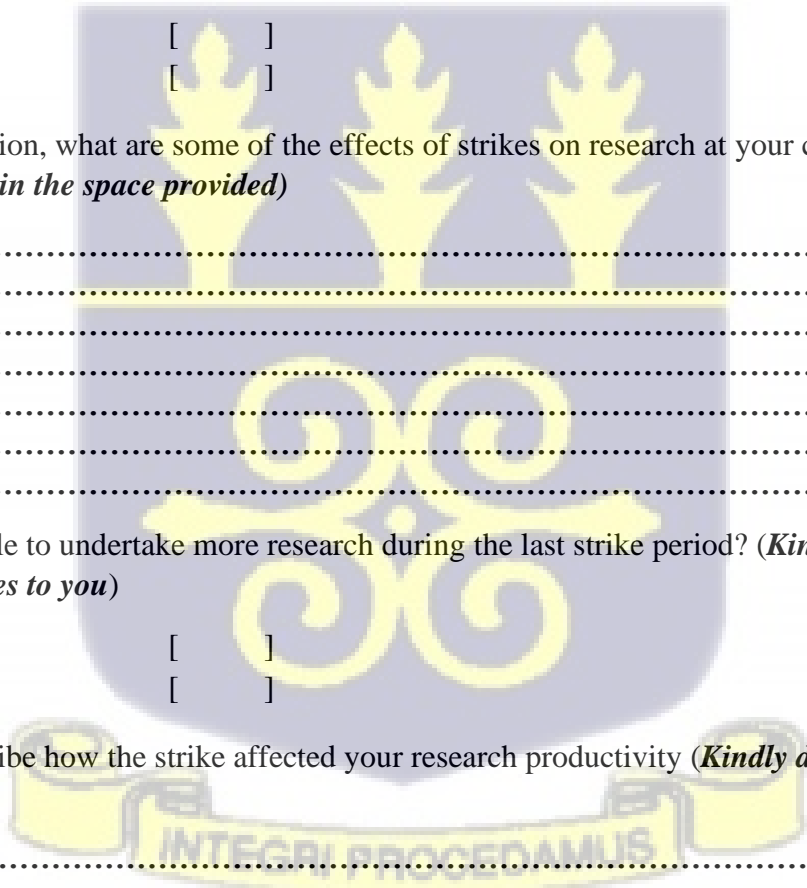 [ ]
[ ]
ion, what are some of the effects of strikes on research at your
in the space provided)
........................................................................
........................................................................
........................................................................
........................................................................
........................................................................
........................................................................
........................................................................
le to undertake more research during the last strike period? (Kin
es to you)
[ ]
[ ]
ibe how the strike affected your research productivity (Kindly d
INTEGRI PROCEDAMUS
........................................................................